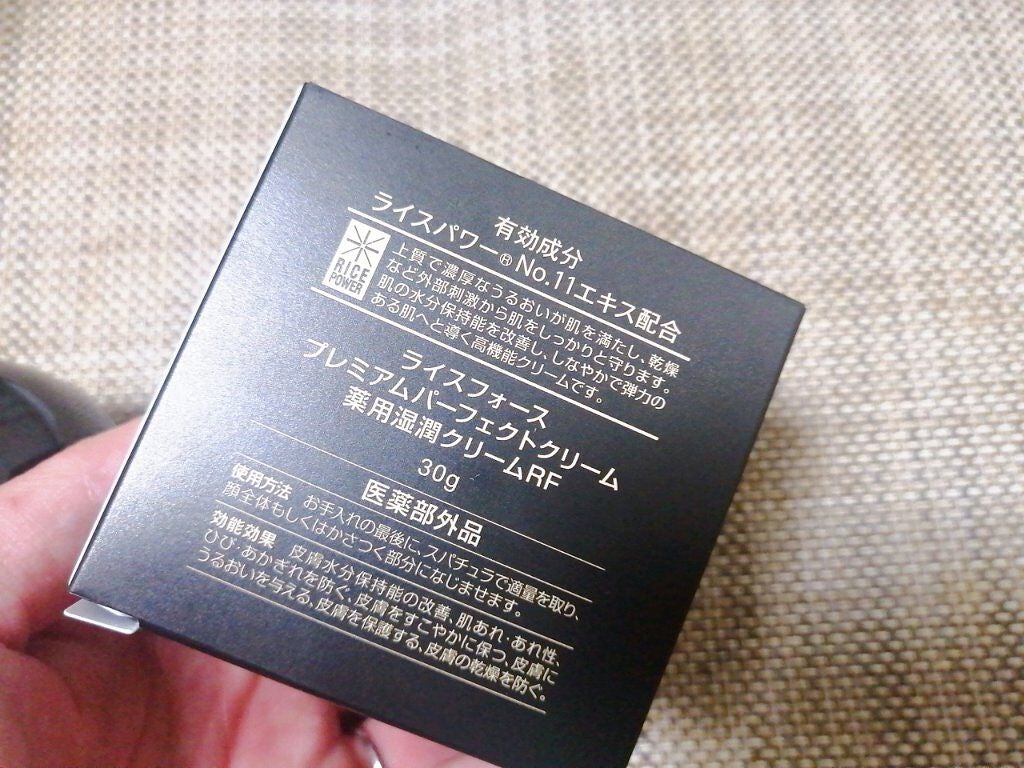 有効成分
ライスパワー®No.11エキス配合
RICE
POWER
上質で濃厚なうるおいが肌を満たし、乾燥
など外部刺激から肌をしっかりと守ります。
肌の水分保持能を改善し、しなやかで弾力の
ある肌へと導く高機能クリームです。
ライスフォース
プレミアムパーフェクトクリーム
薬用湿潤クリームRF
30g
医薬部外品
使用方法 お手入れの最後に、スパチュラで適量を取り、
顔全体もしくはかさつく部分になじませます。
効能効果 皮膚水分保持能の改善、肌あれ・あれ性、
ひび・あかぎれを防ぐ、皮膚をすこやかに保つ、皮膚に
うるおいを与える、皮膚を保護する、皮膚の乾燥を防ぐ。